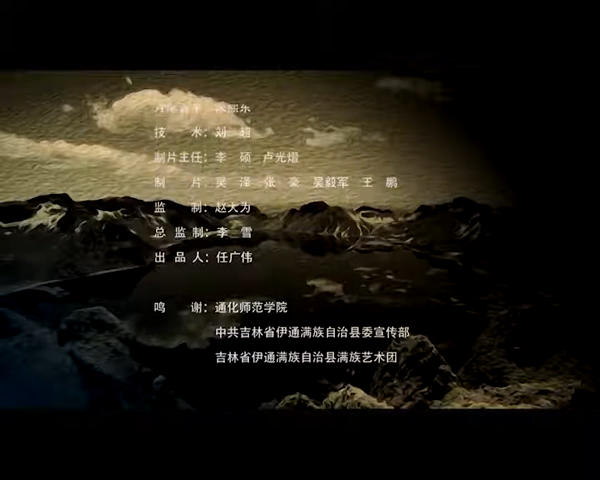 技 术：刘 超
制片主任：李 硕 卢光熠
制 片：吴 泽 张 豪 吴毅军 王 鹏
监 制：赵大为
总 监 制：李 雪
出 品 人：任广伟
鸣 谢：通化师范学院
中共吉林省伊通满族自治县委宣传部
吉林省伊通满族自治县满族艺术团